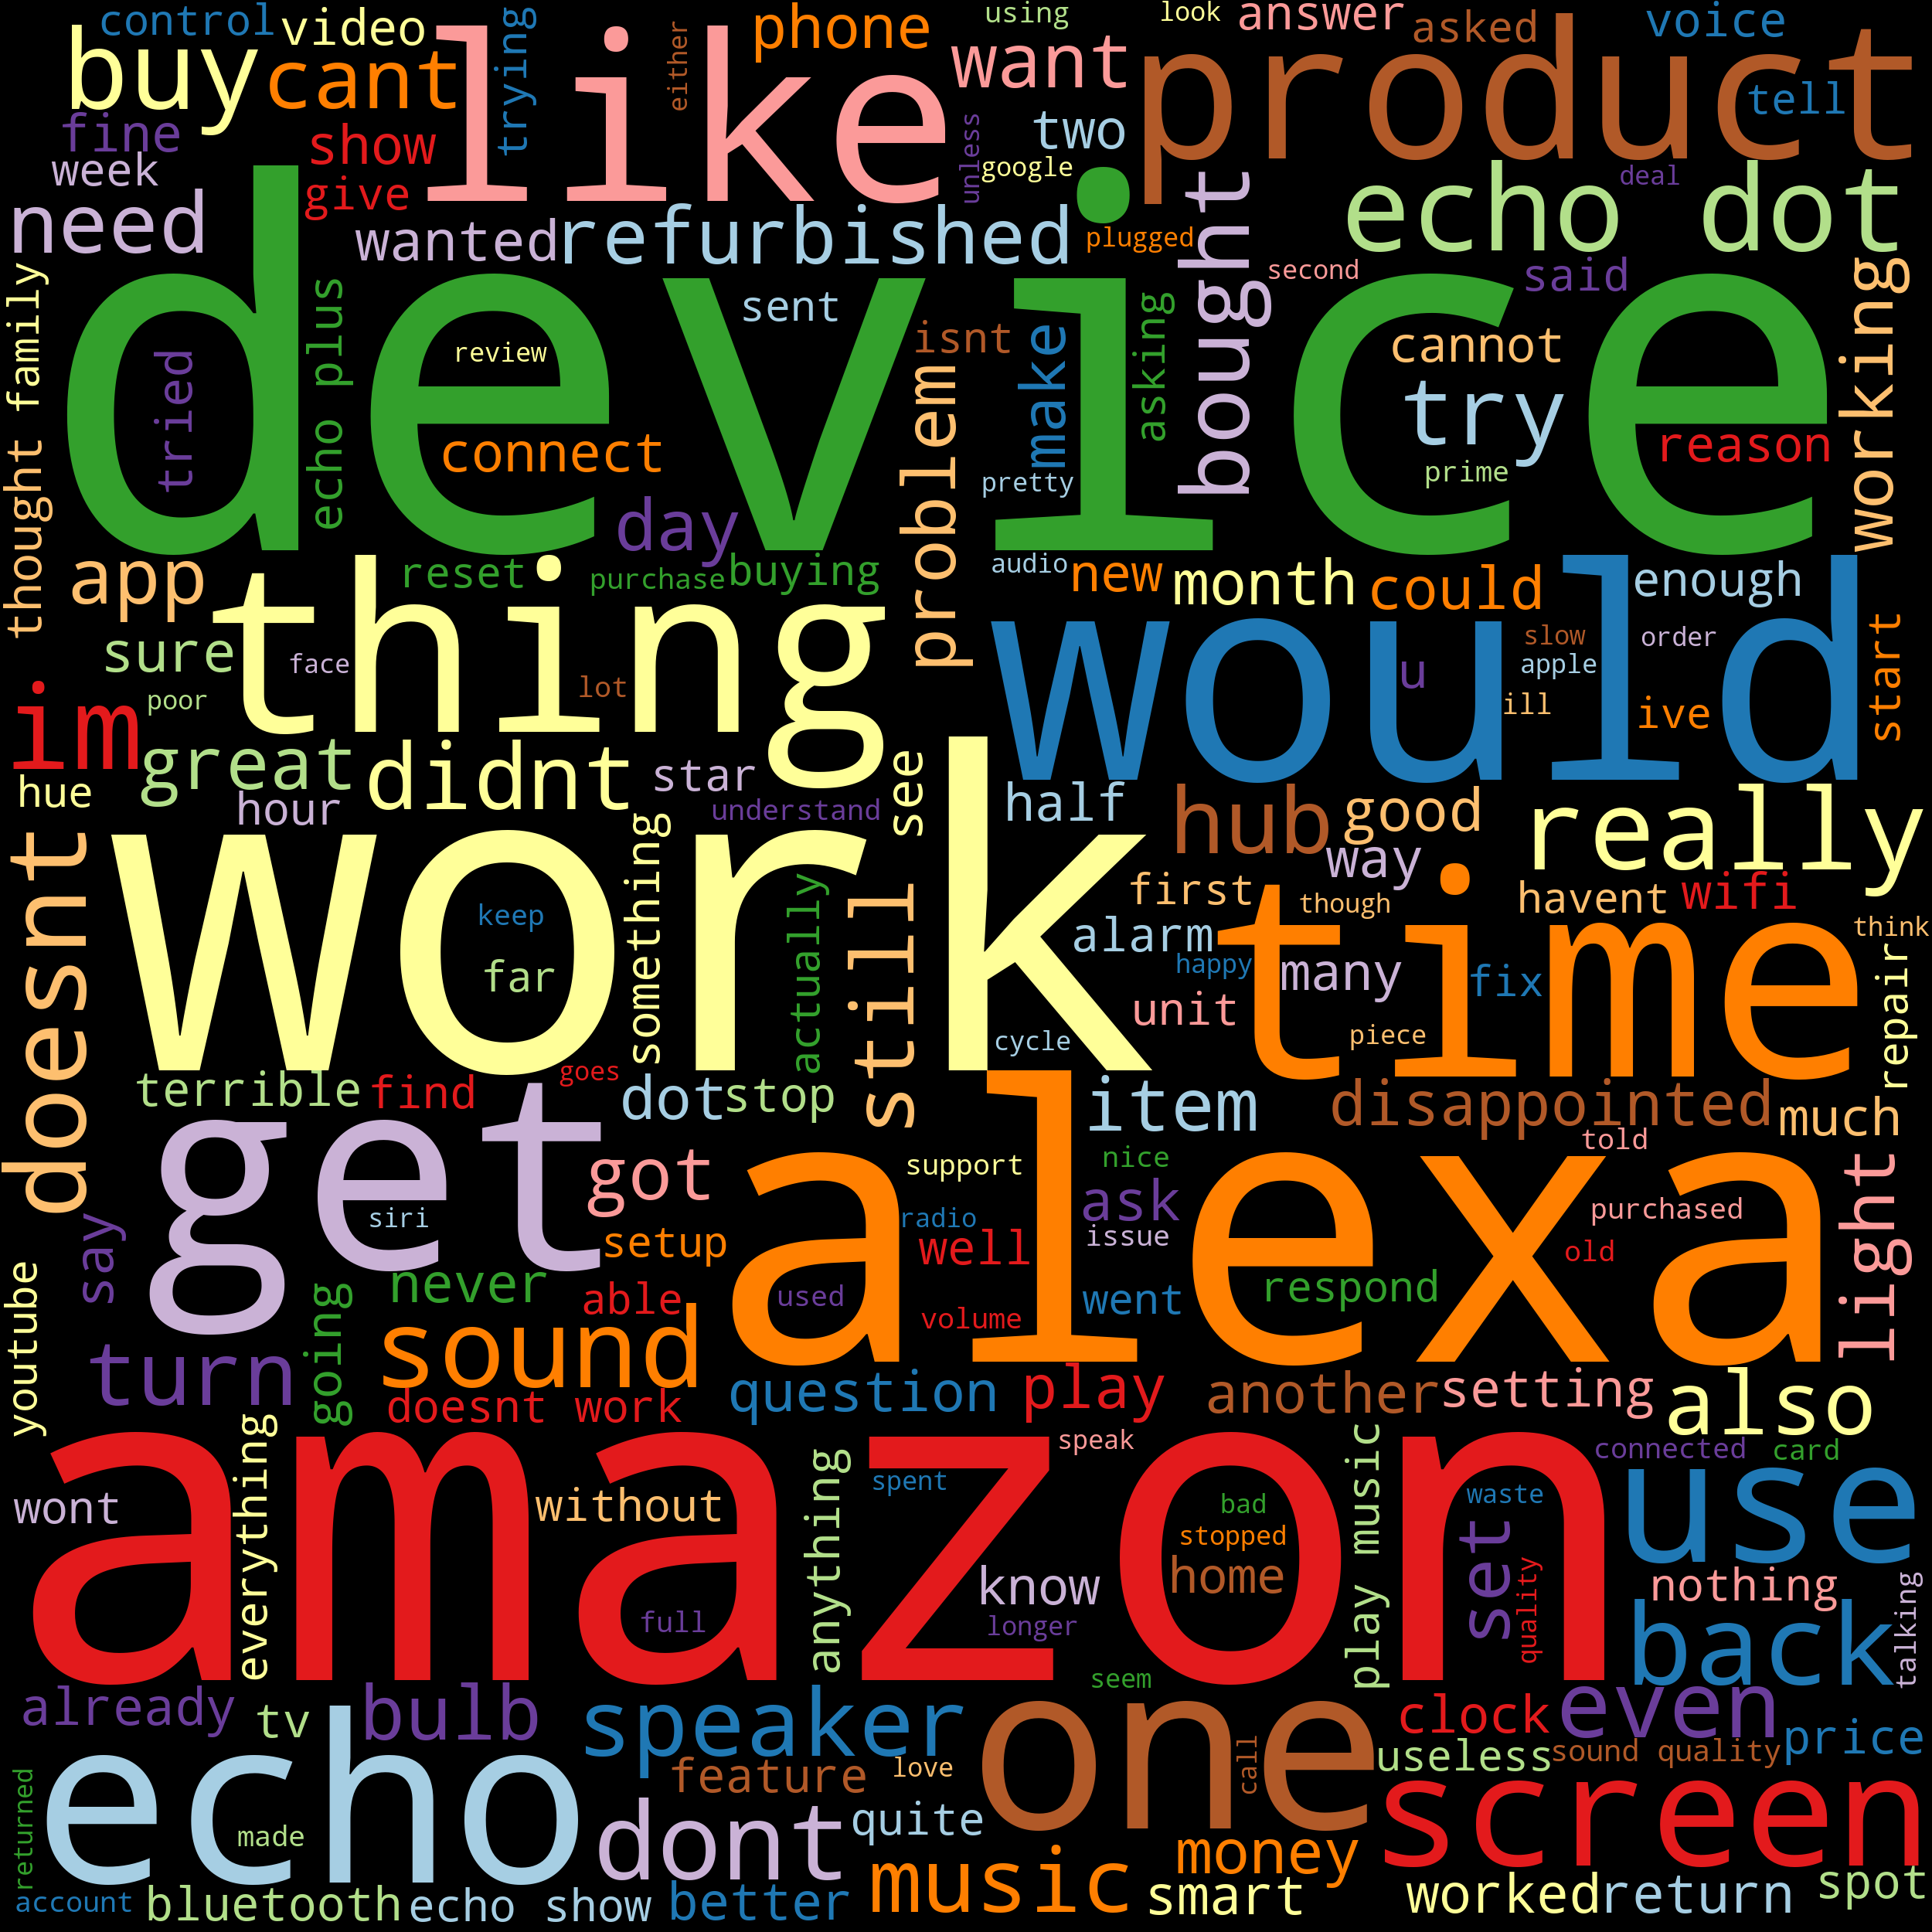 control
video
buy
cant
like
trying
either
phone
using
look
answer
asked
voice
want
product
tell
fine
show
two
unless
google
week
give
need
wanted
refurbished
plugged
bought
echo dot
deal
device
second
said
working
thought family
echo plus
sent
review
tried
isnt
make
asking
cannot
try
problem
connect
pretty
prime
reason
day
app
reset
purchase
buying
audio
new
month
could
enough
thing
would
sure
face
lot
poor
slow
apple
order
u
ill
ive
start
im
great
didnt
star
see
half
hub
good
really
hue
hour
understand
way
doesnt
work
something
still
first
though
havent
wifi
time
think
keep
far
actually
alarm
happy
many
fix
unit
piece
cycle
repair
terrible
find
goes
dot
stop
item
disappointed
much
told
get
got
alexa
support
nice
ask
light
siri
radio
issue
purchased
setup
well
old
say
youtube
going
never
able
used
volume
went
respond
turn
sound
doesnt work
question
play
another
setting
also
amazon
everything
wont
without
anything
spent
speak
bad
stopped
home
know
longer
full
play music
connected
card
waste
use
set
quality
nothing
back
talking
already
tv
bulb
speaker
seem
one
clock
even
price
useless
sound quality
feature
love
call
echo
screen
returned
made
dont
quite
music
money
smart
worked
return
spot
account
bluetooth
echo show
better